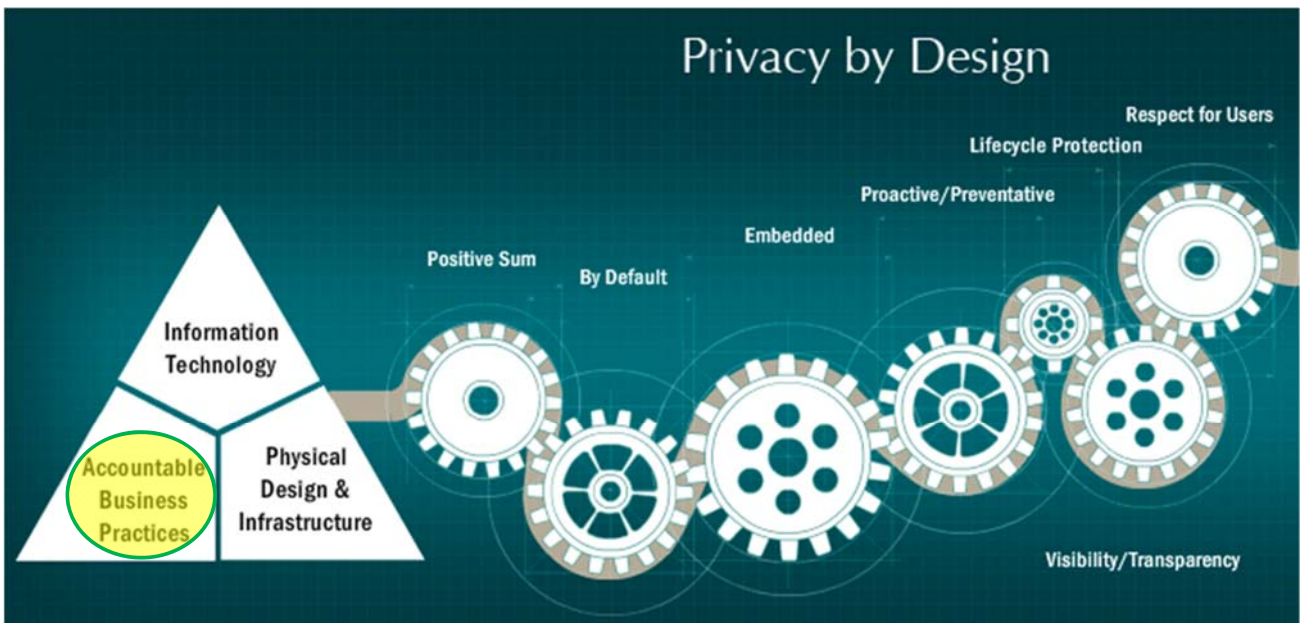 Privacy by Design
Respect for Users
Lifecycle Protection
Proactive/Preventative
Embedded
Positive Sum
By Default
Information
Technology
Accountable
Business
Practices
Physical
Design &
Infrastructure
Visibility/Transparency